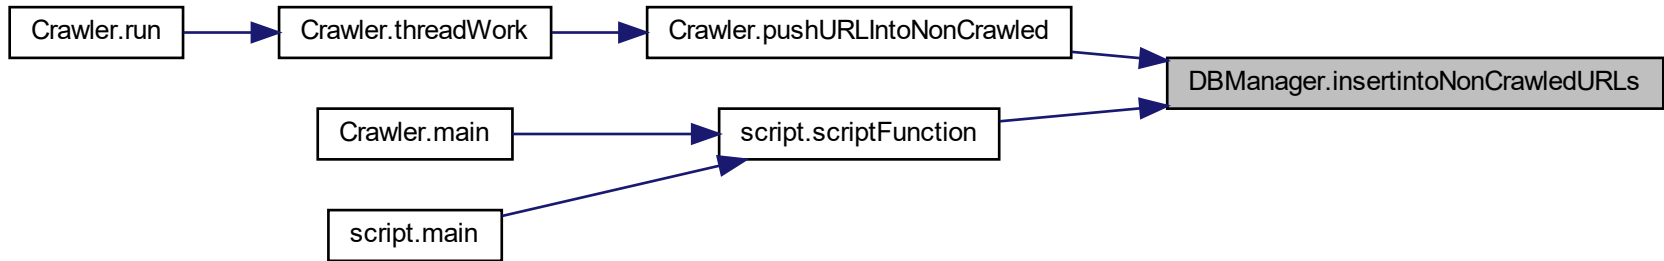 Crawler.run
Crawler.threadWork
Crawler.pushURLIntoNonCrawled
DBManager.insertintoNonCrawledURLs
Crawler.main
script.scriptFunction
script.main